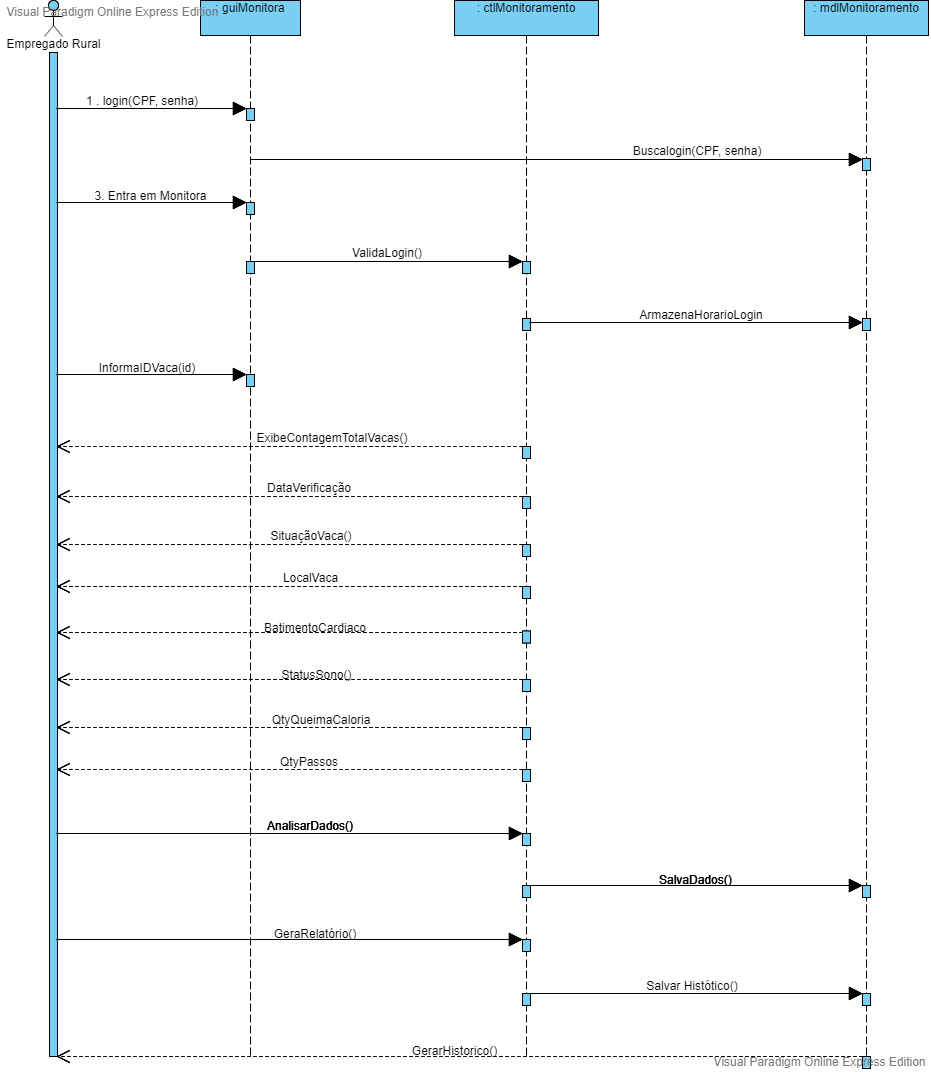 Visual Paradigm Online Express Edition
: guiMonitora
: ctlMonitoramento
: mdlMonitoramento
Empregado Rural
1 . login(CPF, senha)
Buscalogin(CPF, senha)
3. Entra em Monitora
ValidaLogin()
ArmazenaHorarioLogin
InformaIDVaca(id)
ExibeContagemTotalVacas()
DataVerificação
SituaçãoVaca()
LocalVaca
BatimentoCardiaco
StatusSono()
QtyQueimaCaloria
QtyPassos
AnalisarDados()
SalvaDados()
GeraRelatório()
Salvar Histótico()
GerarHistorico()
Visual Paradigm Online Express Edition